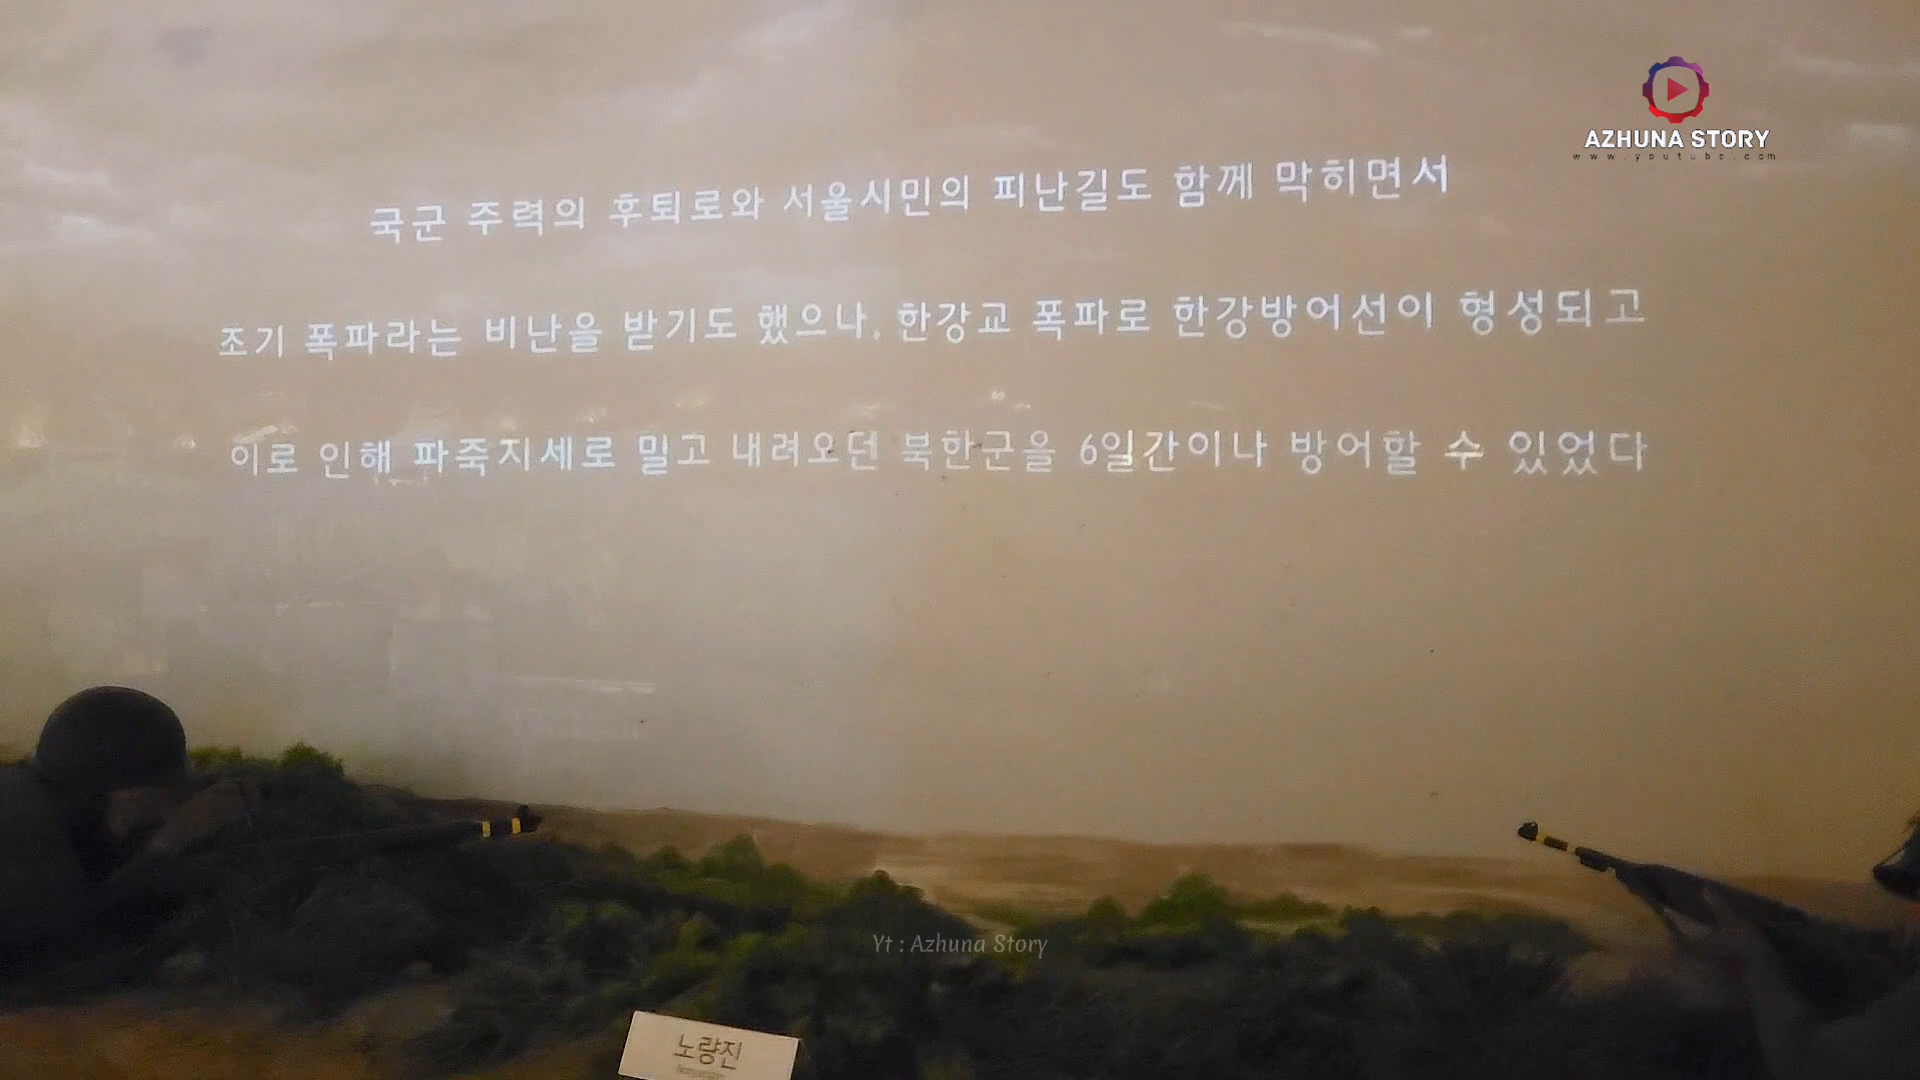 AZHUNA STORY
www.youtube.com
국군 주력의 후퇴로와 서울시민의 피난길도 함께 막히면서
조기 폭파라는 비난을 받기도 했으나, 한강교 폭파로 한강방어선이 형성되고
이로 인해 파죽지세로 밀고 내려오던 북한군을 6일간이나 방어할 수 있었다
Yt : Azhuna Story
노량진